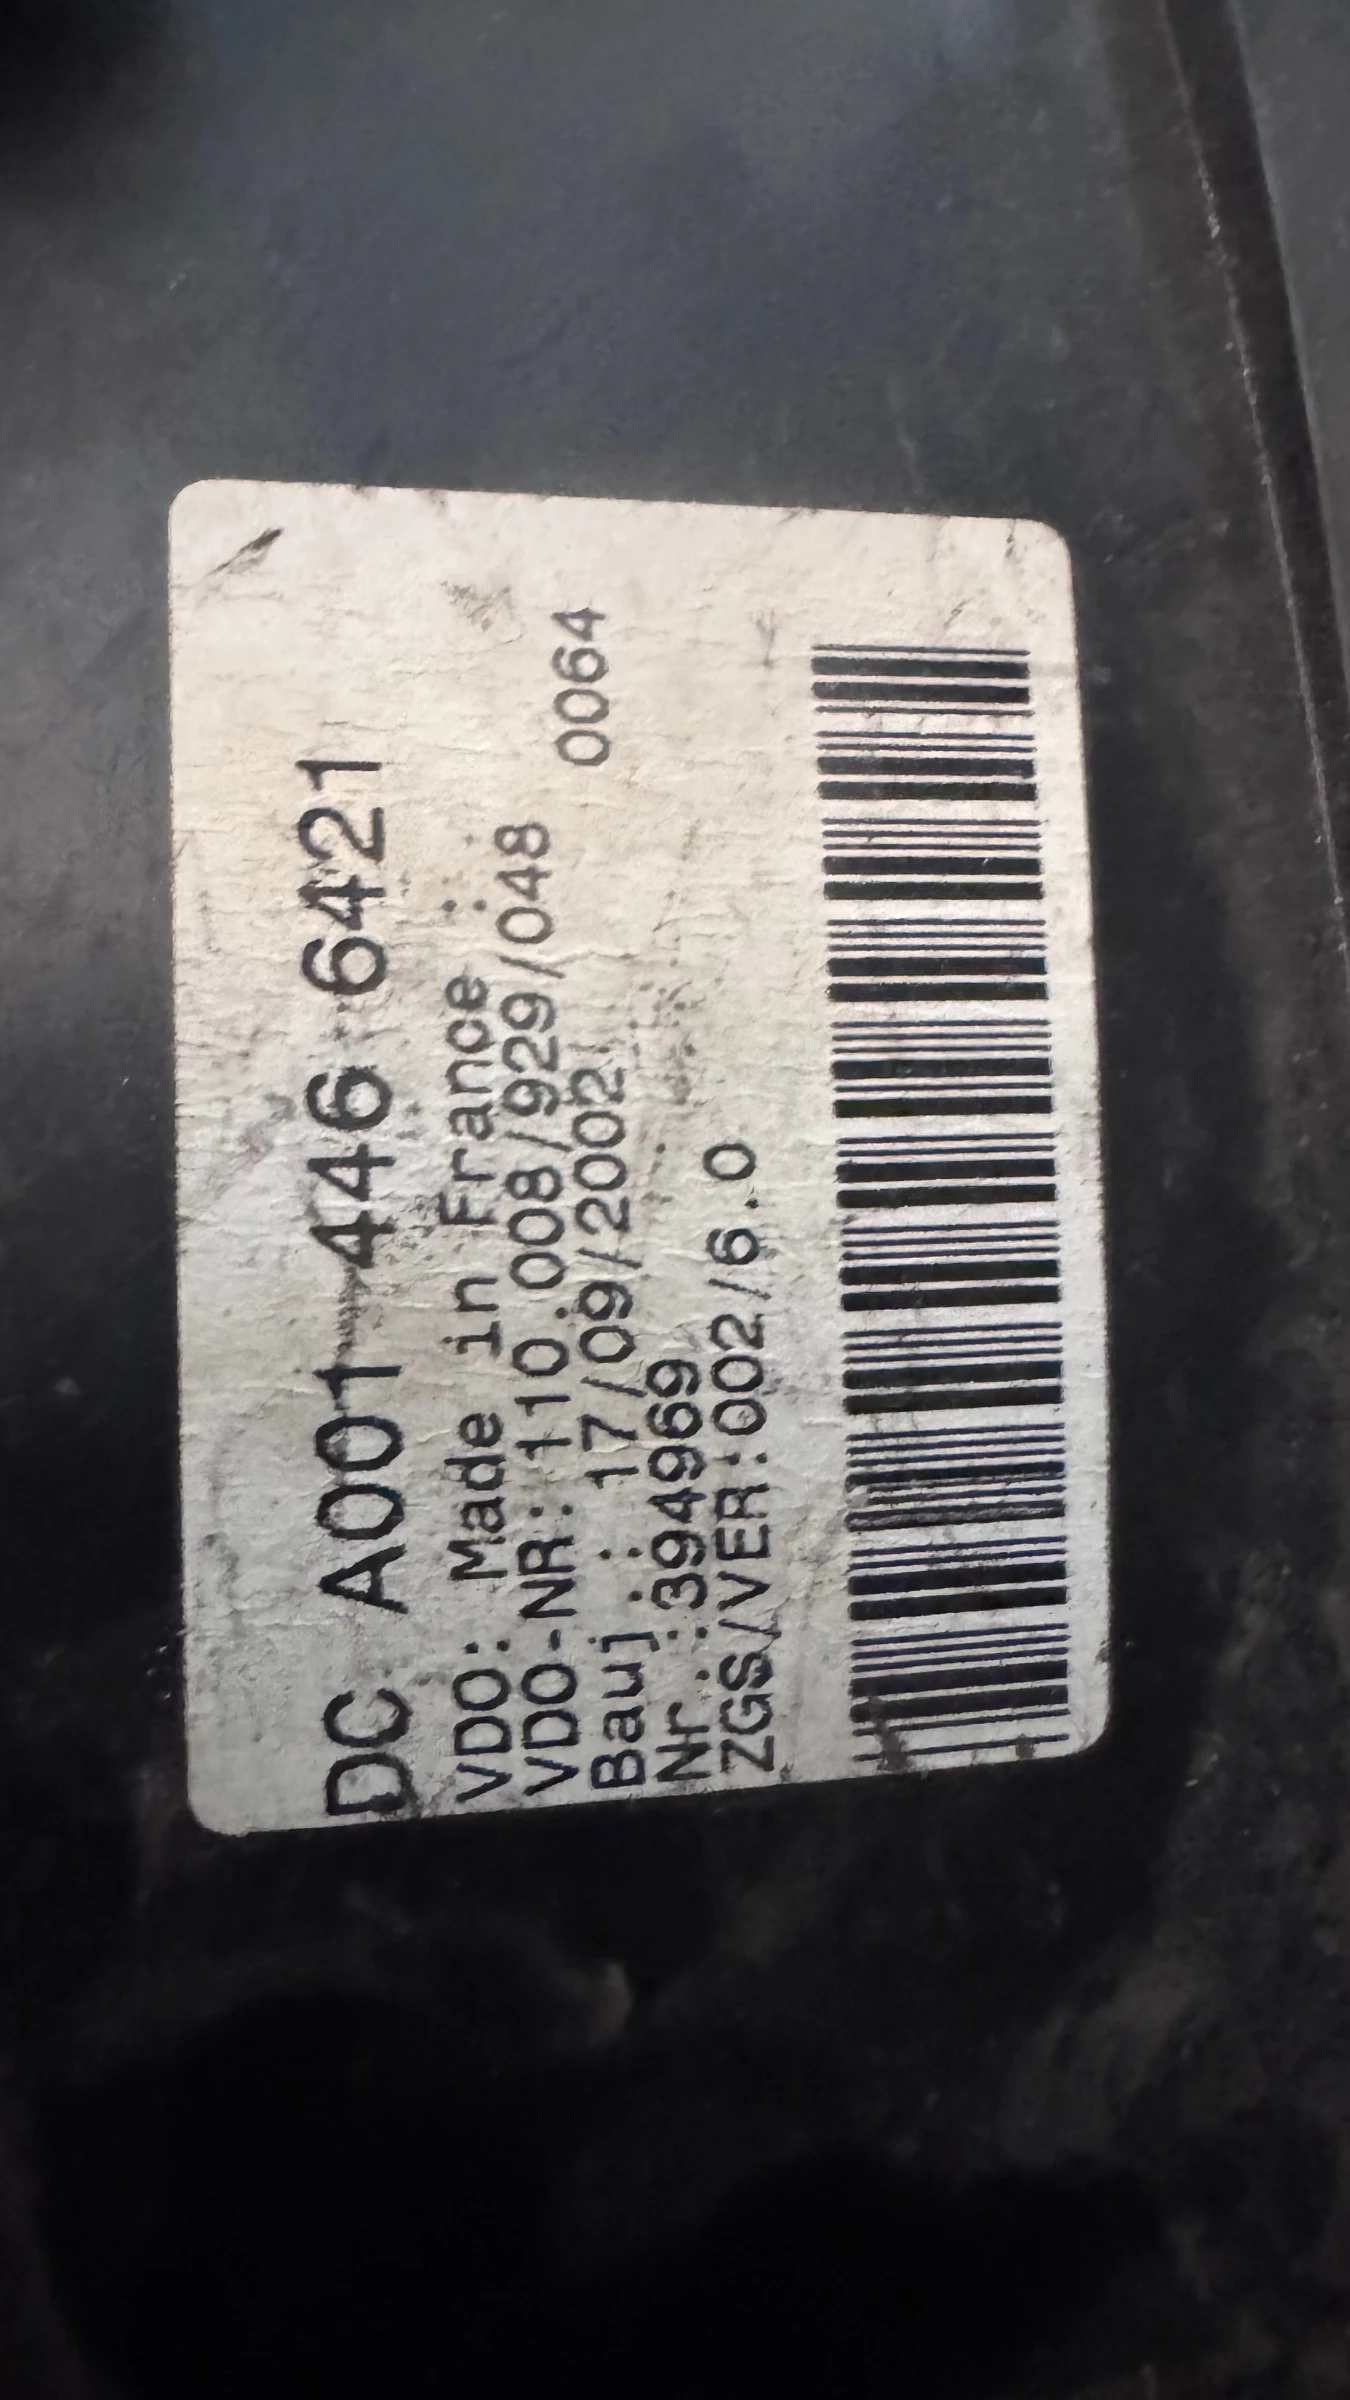 DC A001 446 6421
VDO: Made in France
VDO-NR:110.008/929/048
Bauj.: 17/09/2002 0064
Nr.:394969
ZGS/VER:002/6.0